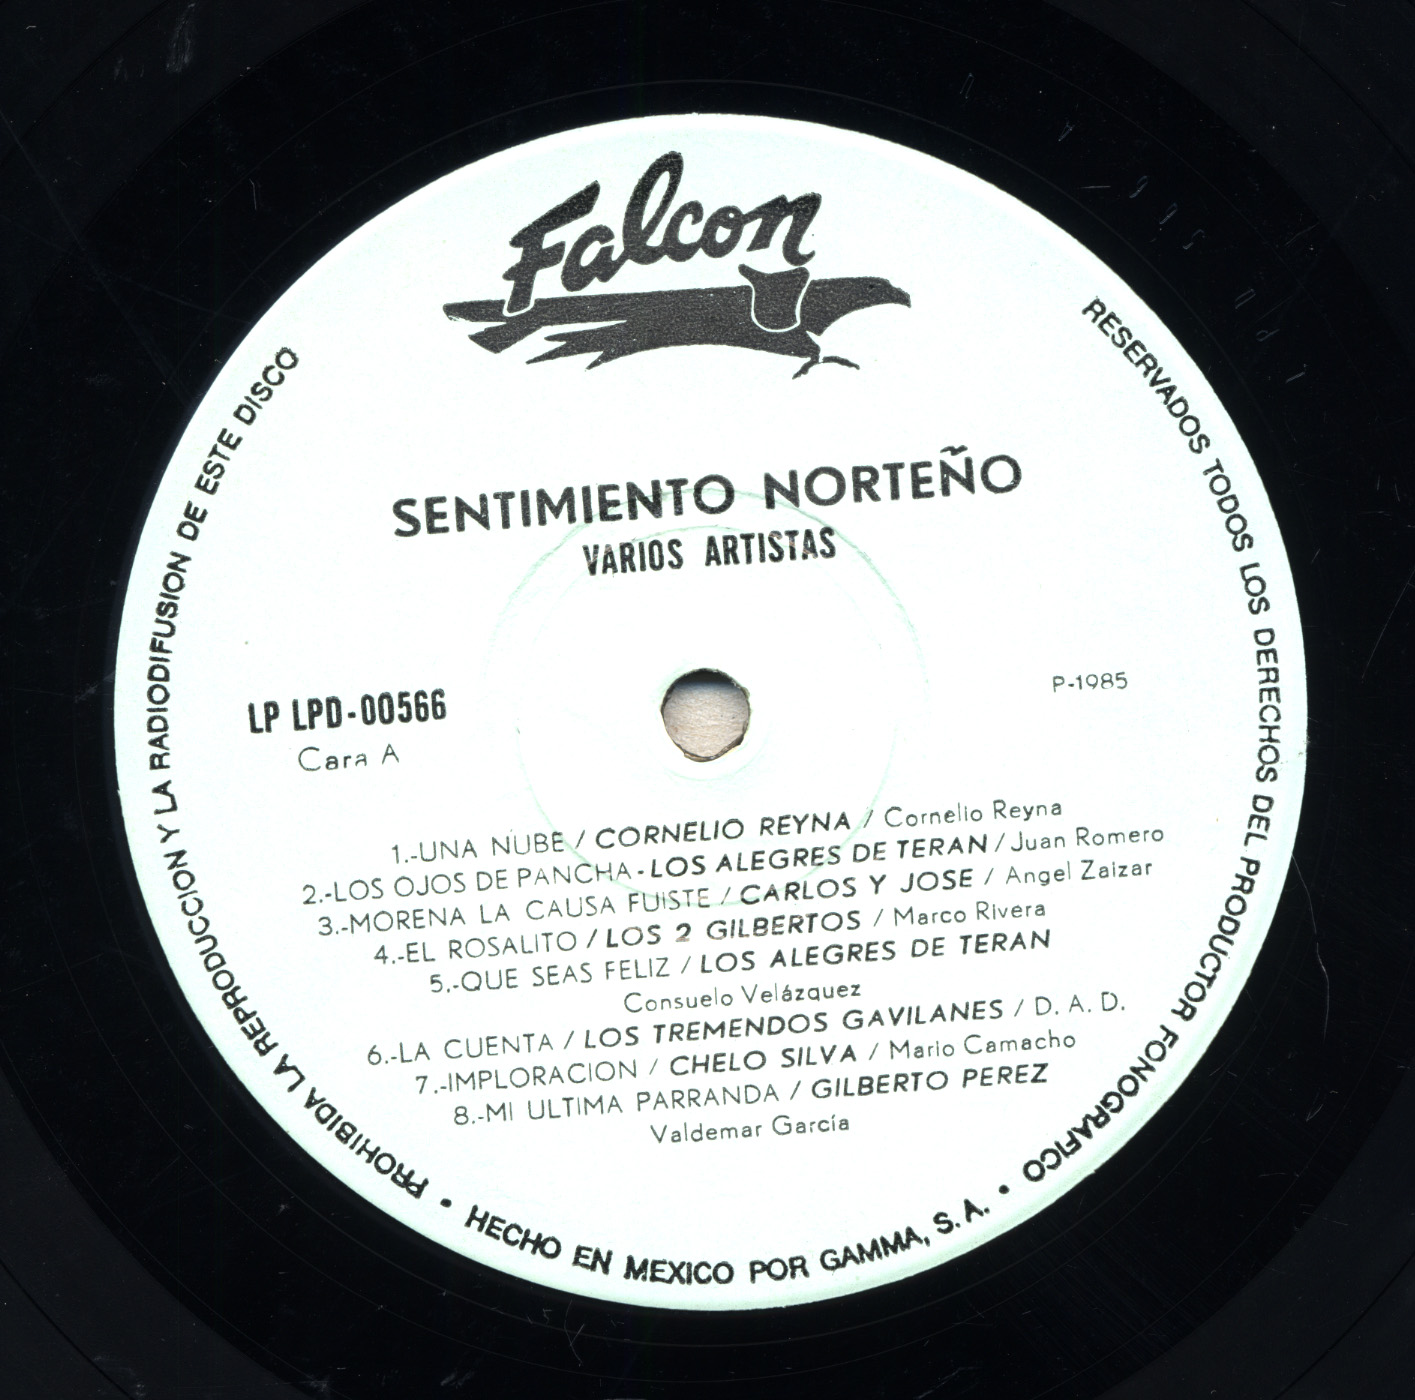 Falcon
SENTIMIENTO NORTEÑO
VARIOS ARTISTAS
LP LPD-00566
Cara A
P-1985
1.-UNA NUBE / CORNELIO REYNA / Cornelio Reyna
2.-LOS OJOS DE PANCHA-LOS ALEGRES DE TERAN / Juan Romero
3.-MORENA LA CAUSA FUISTE / CARLOS Y JOSE / Angel Zaizar
4.-EL ROSALITO / LOS 2 GILBERTOS / Marco Rivera
5.-QUE SEAS FELIZ / LOS ALEGRES DE TERAN
Consuelo Velázquez
6.-LA CUENTA / LOS TREMENDOS GAVILANES / D. A. D.
7.-IMPLORACION / CHELO SILVA / Mario Camacho
8.-MI ULTIMA PARRANDA / GILBERTO PEREZ
Valdemar García
RESERVADOS TODOS LOS DERECHOS DEL PRODUCTOR FONOGRAFICO • HECHO EN MEXICO POR GAMMA, S.A. • PROHIBIDA LA REPRODUCCION Y LA RADIODIFUSION DE ESTE DISCO